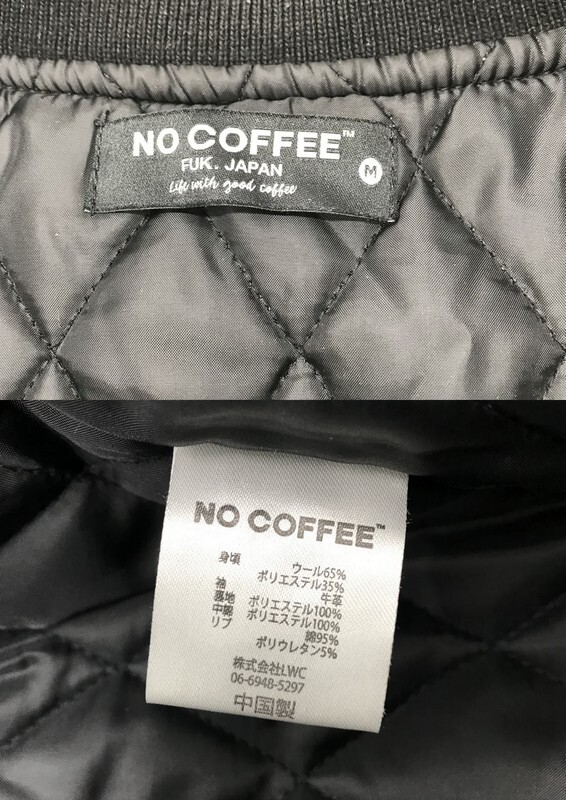 NO COFFEE™
FUK. JAPAN
Life with good coffee
M
NO COFFEE™
身頃 ウール65%
ポリエステル35%
袖 牛革
裏地 ポリエステル100%
中綿 ポリエステル100%
リブ 綿95%
ポリウレタン5%
株式会社LWC
06-6948-5297
中国製